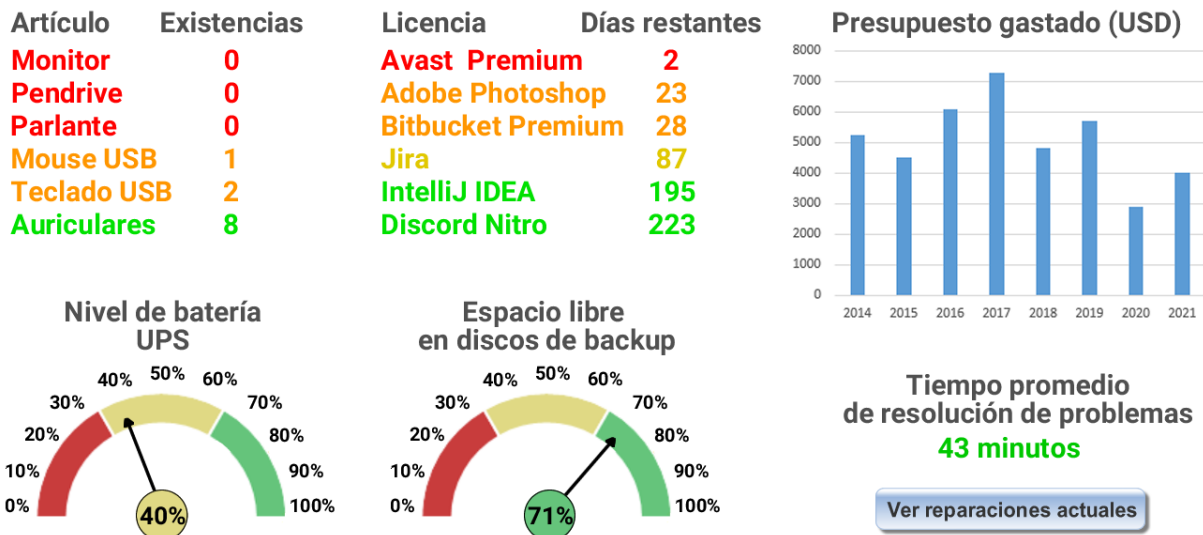 Artículo Existencias
Monitor 0
Pendrive 0
Parlante 0
Mouse USB 1
Teclado USB 2
Auriculares 8
Licencia Días restantes
Avast Premium 2
Adobe Photoshop 23
Bitbucket Premium 28
Jira 87
IntelliJ IDEA 195
Discord Nitro 223
Presupuesto gastado (USD)
8000
7000
6000
5000
4000
3000
2000
1000
0
2014 2015 2016 2017 2018 2019 2020 2021
Nivel de batería
UPS
0% 10% 20% 30% 40% 50% 60% 70% 80% 90% 100%
40%
Espacio libre
en discos de backup
0% 10% 20% 30% 40% 50% 60% 70% 80% 90% 100%
71%
Tiempo promedio
de resolución de problemas
43 minutos
Ver reparaciones actuales